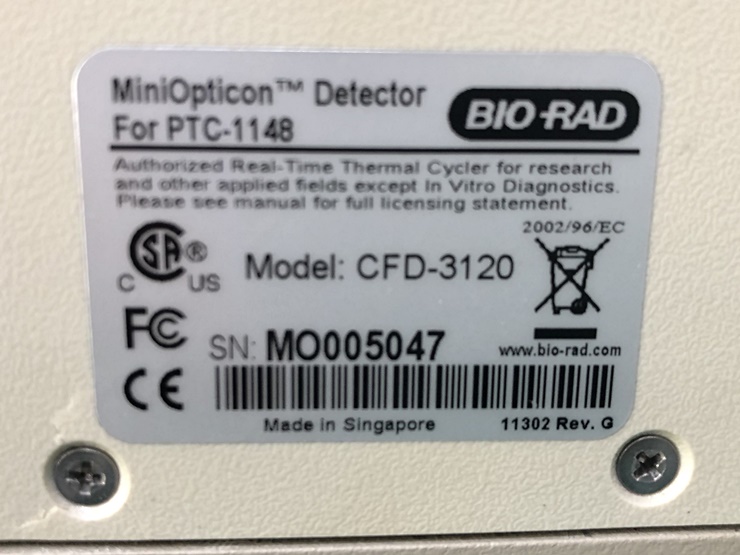 MiniOpticon™ Detector
For PTC-1148
BIO-RAD
Authorized Real-Time Thermal Cycler for research
and other applied fields except In Vitro Diagnostics.
Please see manual for full licensing statement.
2002/96/EC
C SA® US
Model: CFD-3120
FC
SN: MO005047
www.bio-rad.com
CE
Made in Singapore
11302 Rev. G